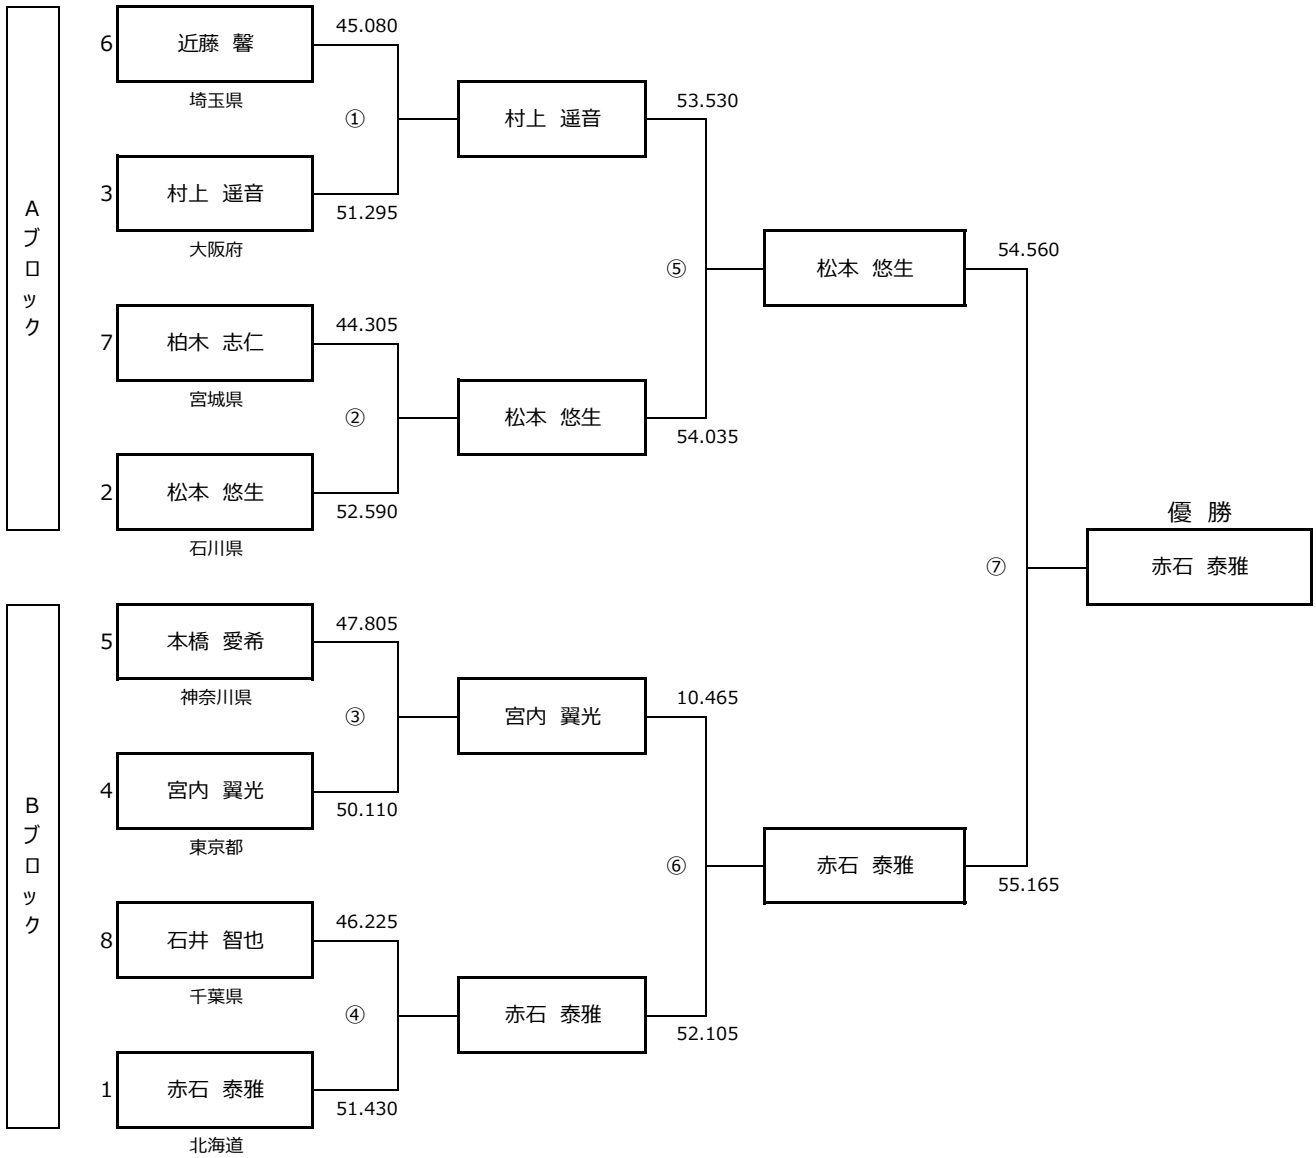 Aブロック
6
近藤 馨
45.080
埼玉県
①
村上 遥音
53.530
3
村上 遥音
51.295
大阪府
⑤
松本 悠生
54.560
7
柏木 志仁
44.305
宮城県
②
松本 悠生
54.035
2
松本 悠生
52.590
石川県
⑦
優 勝
赤石 泰雅
Bブロック
5
本橋 愛希
47.805
神奈川県
③
宮内 翼光
10.465
4
宮内 翼光
50.110
東京都
⑥
赤石 泰雅
55.165
8
石井 智也
46.225
千葉県
④
赤石 泰雅
52.105
1
赤石 泰雅
51.430
北海道